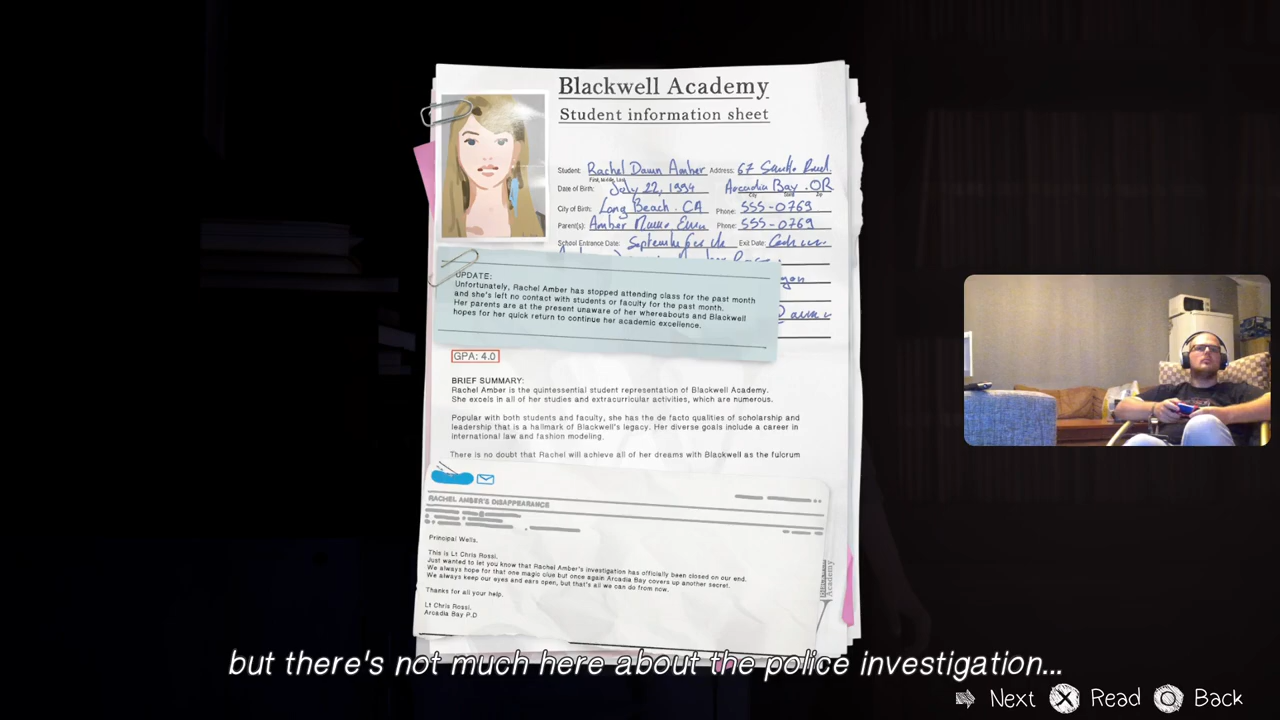 Blackwell Academy
Student information sheet
Student: Rachel Dawn Amber Address:
First, Middle, Last
Date of Birth: July 22, 1994 Arcadia Bay . OR
City State Zip
City of Birth: Long Beach . CA Phone: 555-0769
Parent(s): Amber Phone: 555-0769
School Entrance Date: Exit Date:
UPDATE:
Unfortunately, Rachel Amber has stopped attending class for the past month
and she's left no contact with students or faculty for the past month.
Her parents are at the present unaware of her whereabouts and Blackwell
hopes for her quick return to continue her academic excellence.
GPA: 4.0
BRIEF SUMMARY:
Rachel Amber is the quintessential student representation of Blackwell Academy.
She excels in all of her studies and extracurricular activities, which are numerous.
Popular with both students and faculty, she has the de facto qualities of scholarship and
leadership that is a hallmark of Blackwell's legacy. Her diverse goals include a career in
international law and fashion modeling.
There is no doubt that Rachel will achieve all of her dreams with Blackwell as the fulcrum
RACHEL AMBER'S DISAPPEARANCE
Principal Wells,
This is Lt Chris Rossi.
Just wanted to let you know that Rachel Amber's investigation has officially been closed on our end.
We always hope for that one magic clue but once again Arcadia Bay covers up another secret.
We always keep our eyes and ears open, but that's all we can do from now.
Thanks for all your help.
Lt Chris Rossi.
Arcadia Bay P.D
Academy
but there's not much here about the police investigation...
Next Read Back